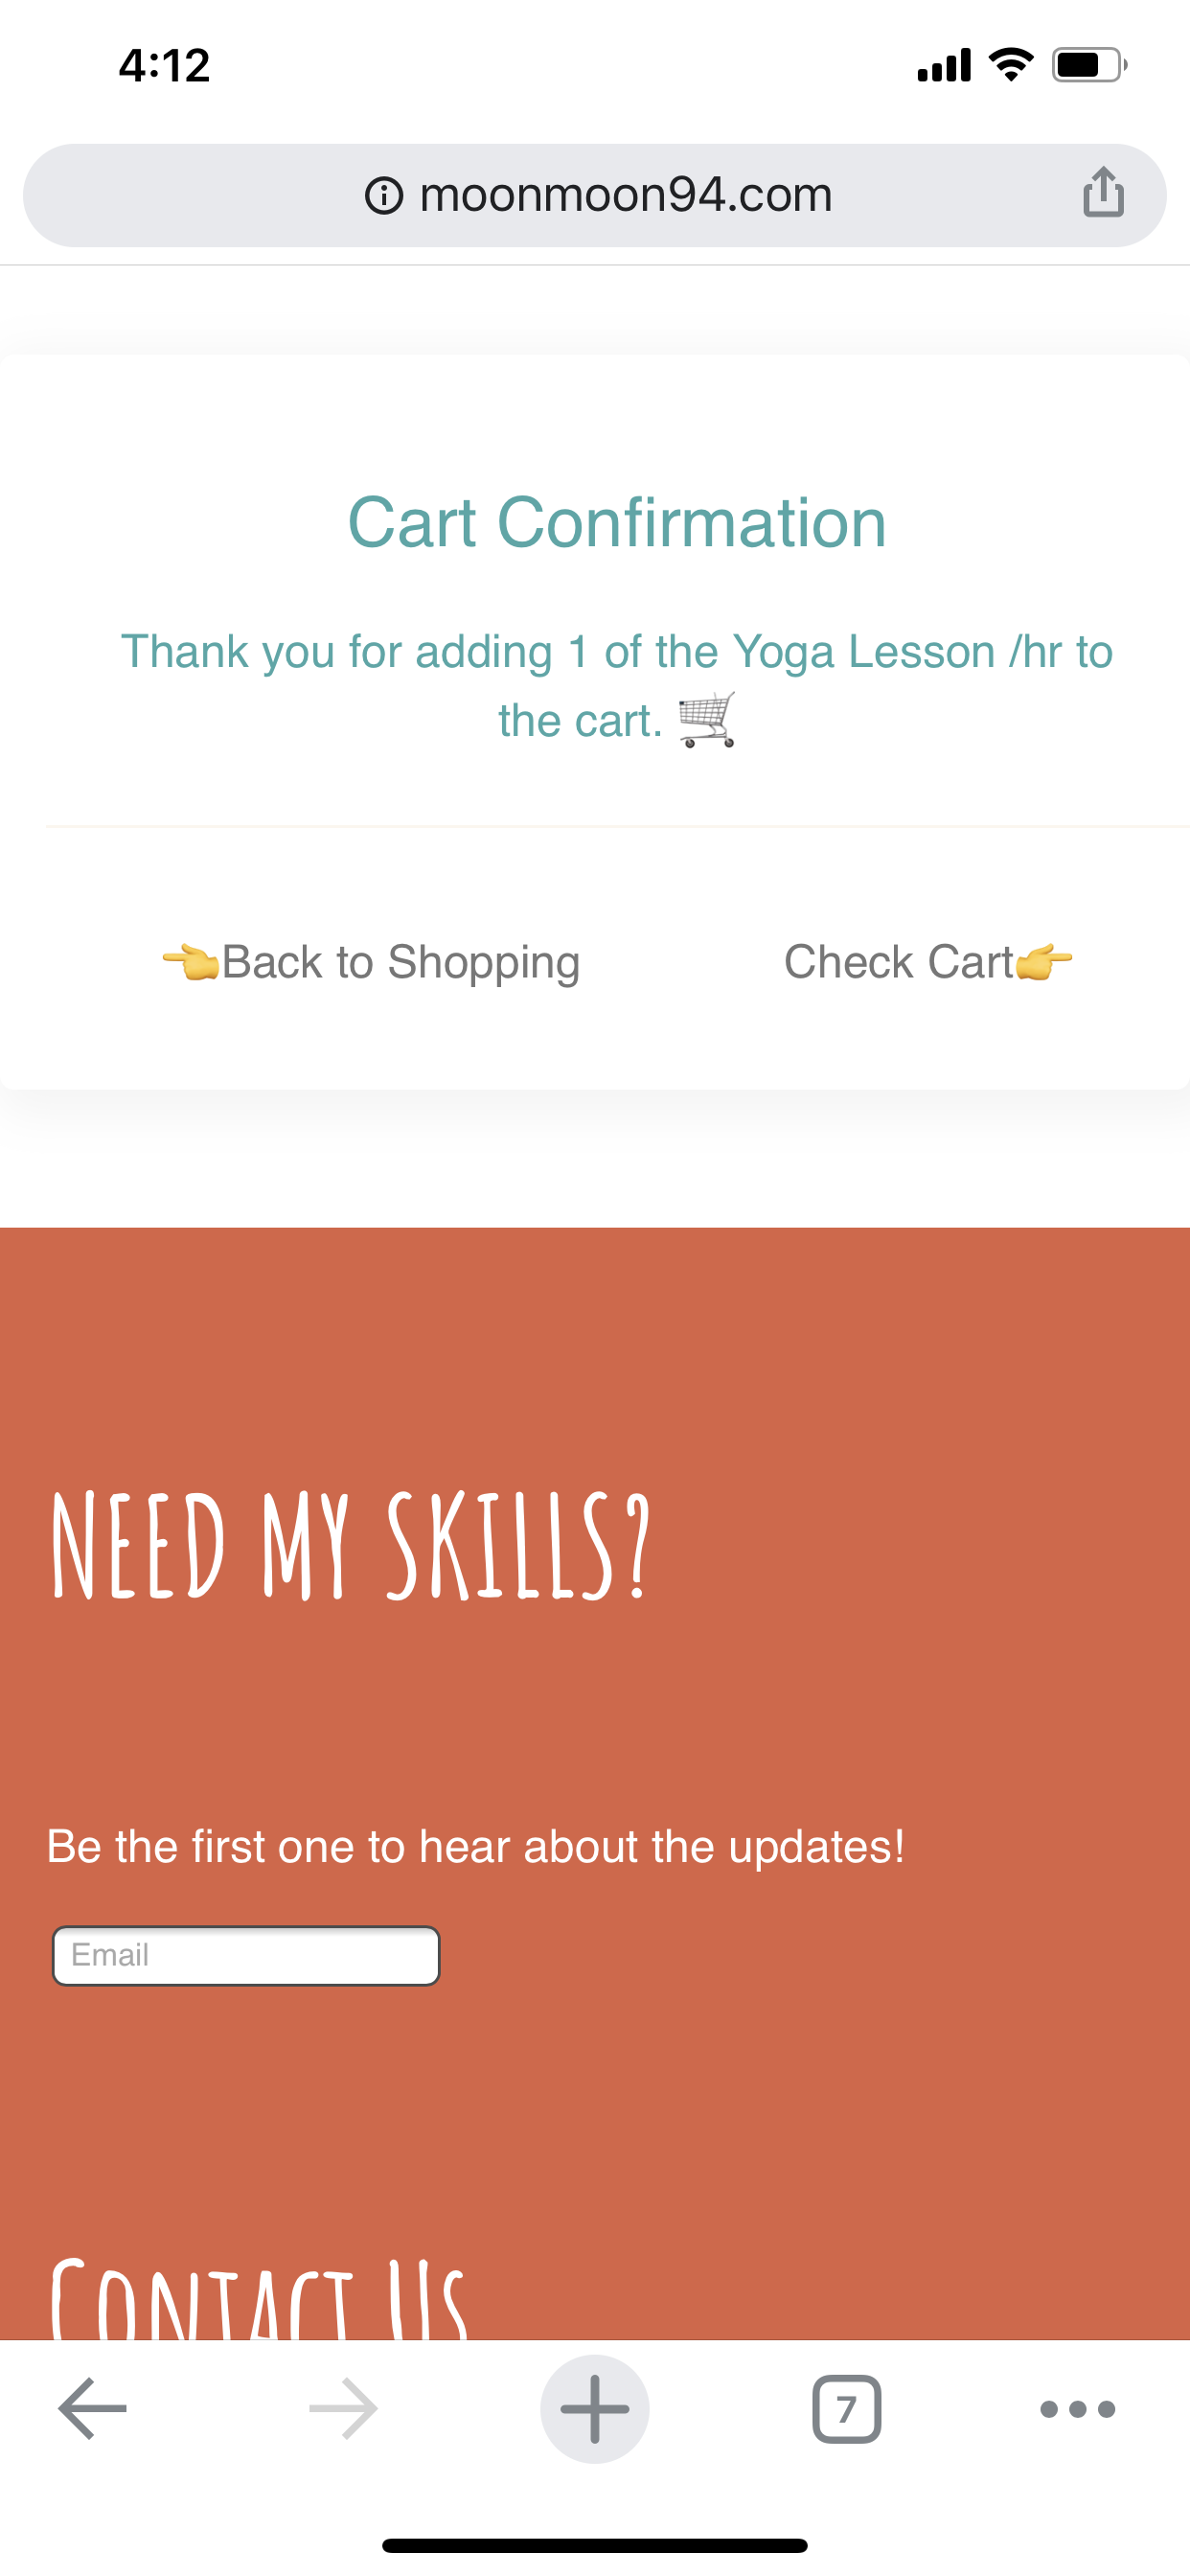 4:12
moonmoon94.com
Cart Confirmation
Thank you for adding 1 of the Yoga Lesson /hr to
the cart. 🛒
👈Back to Shopping
Check Cart👉
NEED MY SKILLS?
Be the first one to hear about the updates!
Email
CONTACT US
7